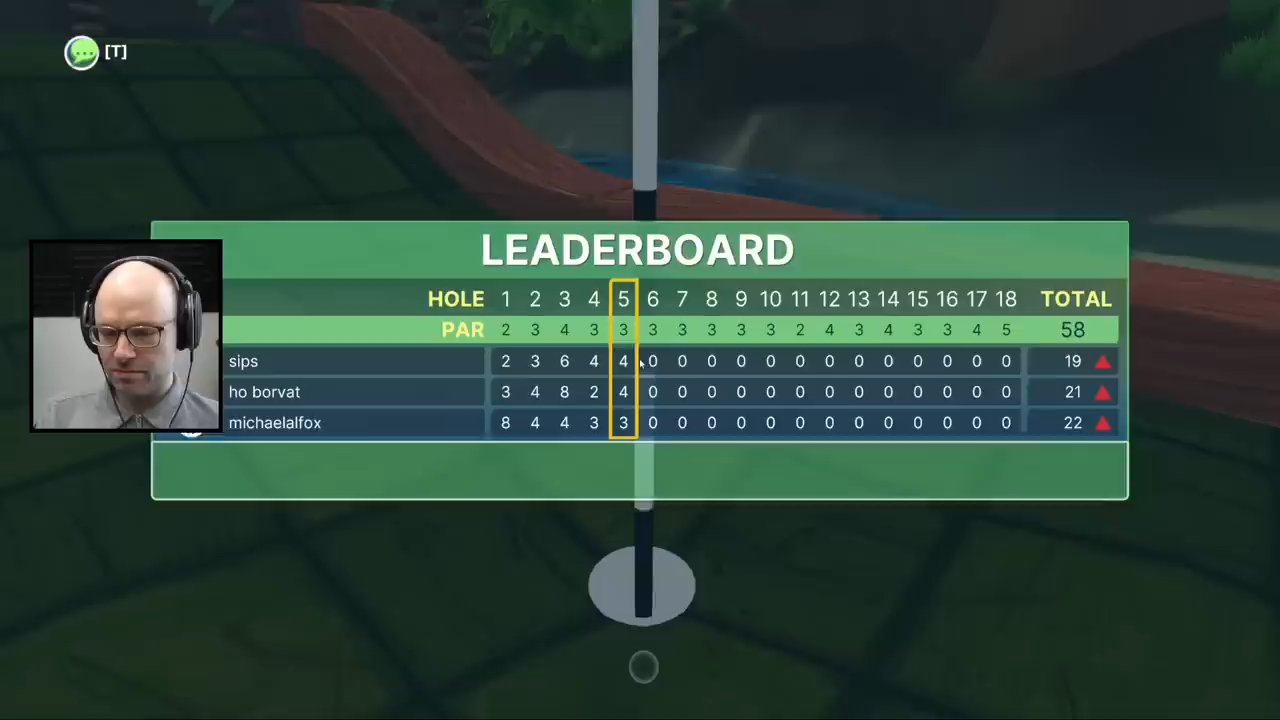 [T]
LEADERBOARD
HOLE 1 2 3 4 5 6 7 8 9 10 11 12 13 14 15 16 17 18 TOTAL
PAR 2 3 4 3 3 3 3 3 3 3 2 4 3 4 3 3 4 5 58
sips 2 3 6 4 4 0 0 0 0 0 0 0 0 0 0 0 0 0 19
ho borvat 3 4 8 2 4 0 0 0 0 0 0 0 0 0 0 0 0 0 21
michaelalfox 8 4 4 3 3 0 0 0 0 0 0 0 0 0 0 0 0 0 22